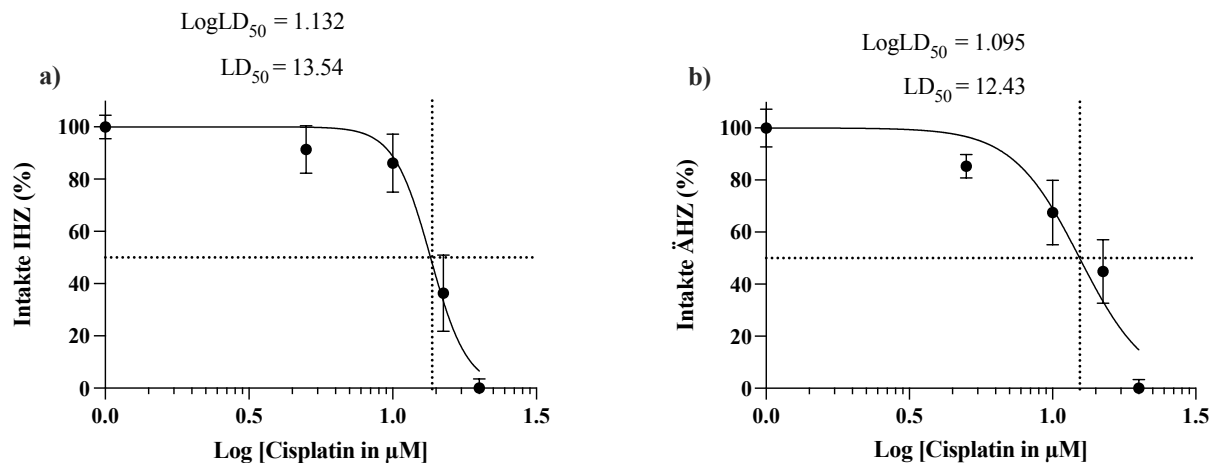 LogLD50 = 1.132
LD50 = 13.54
a)
Intakte IHZ (%)
100
80
60
40
20
0
0.0 0.5 1.0 1.5
Log [Cisplatin in µM]
LogLD50 = 1.095
LD50 = 12.43
b)
Intakte ÄHZ (%)
100
80
60
40
20
0
0.0 0.5 1.0 1.5
Log [Cisplatin in µM]